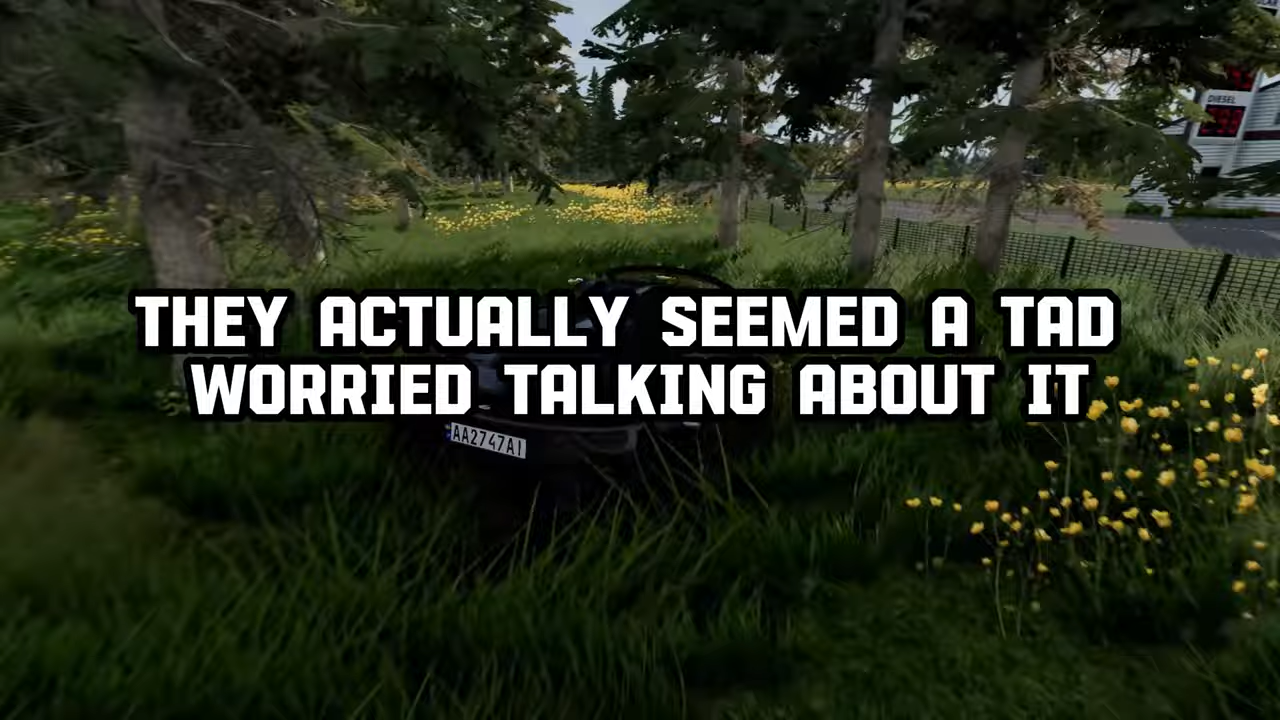 DIESEL
THEY ACTUALLY SEEMED A TAD
WORRIED TALKING ABOUT IT
AA2747AI